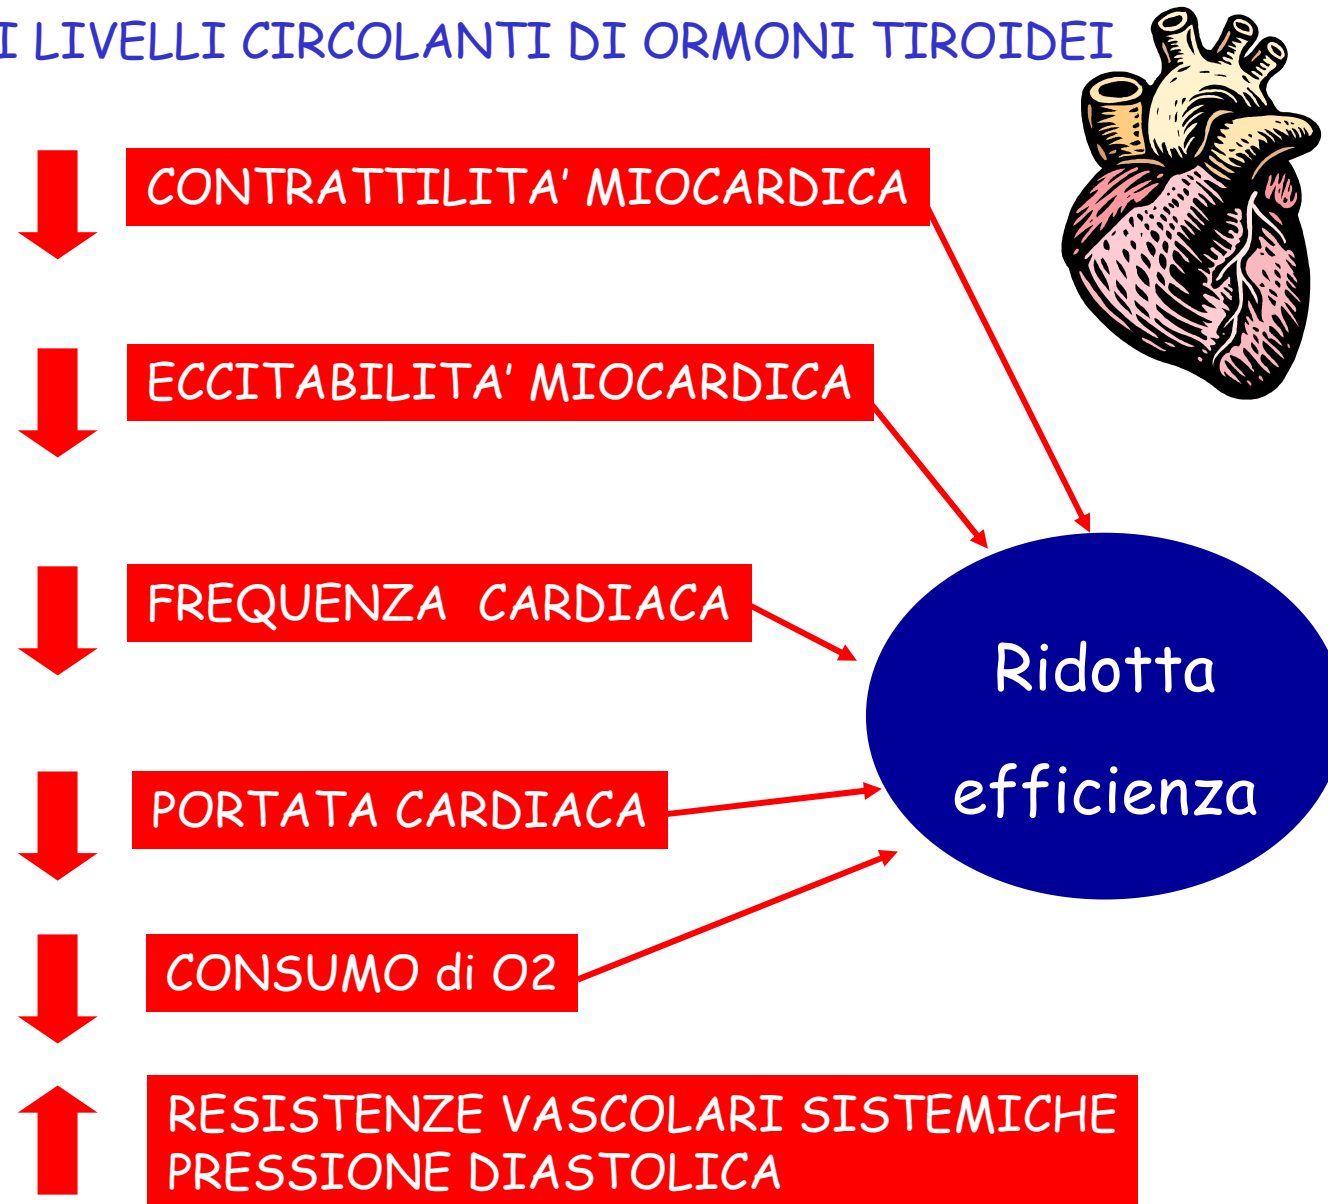 I LIVELLI CIRCOLANTI DI ORMONI TIROIDEI
CONTRATTILITA’ MIOCARDICA
ECCITABILITA’ MIOCARDICA
FREQUENZA CARDIACA
Ridotta
efficienza
PORTATA CARDIACA
CONSUMO di O2
RESISTENZE VASCOLARI SISTEMICHE
PRESSIONE DIASTOLICA